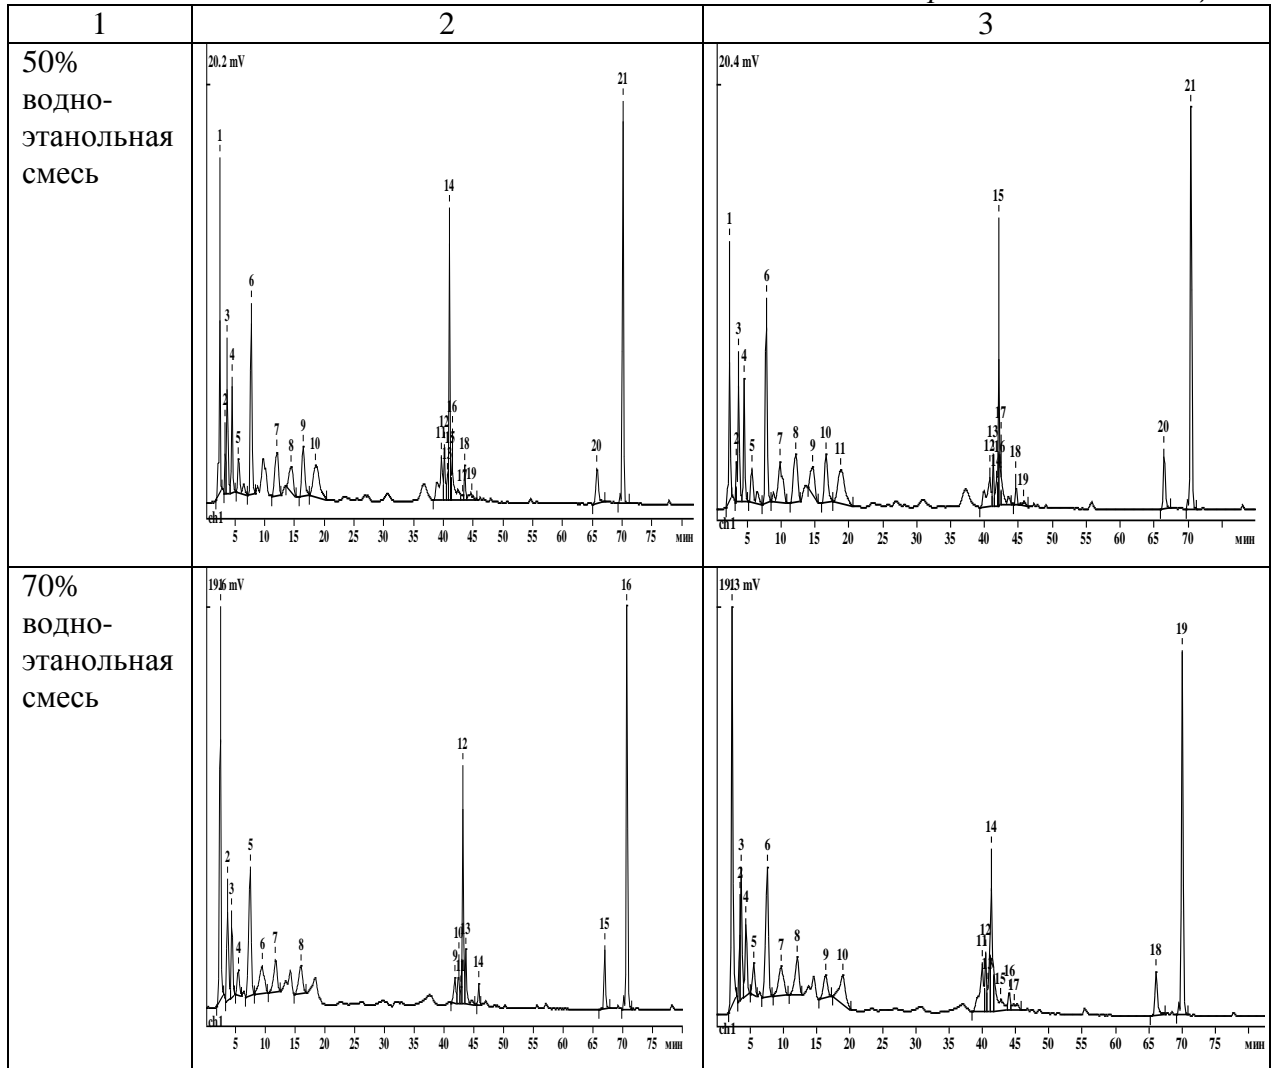 1 2 3
50%
водно-
этанольная
смесь
20.2 mV
1 2 3 4 5 6 7 8 9 10 11 12 14 15 16 17 18 19 20 21
ch1
5 10 15 20 25 30 35 40 45 50 55 60 65 70 75 мин
20.4 mV
1 2 3 4 5 6 7 8 9 10 11 12 13 15 16 17 18 19 20 21
ch1
5 10 15 20 25 30 35 40 45 50 55 60 65 70 мин
70%
водно-
этанольная
смесь
mV
2 3 4 5 6 7 8 9 10 12 13 14 15 16
ch1
5 10 15 20 25 30 35 40 45 50 55 60 65 70 75 80 мин
mV
2 3 4 5 6 7 8 9 10 11 12 14 15 16 17 18 19
ch1
5 10 15 20 25 30 35 40 45 50 55 60 65 70 75 мин